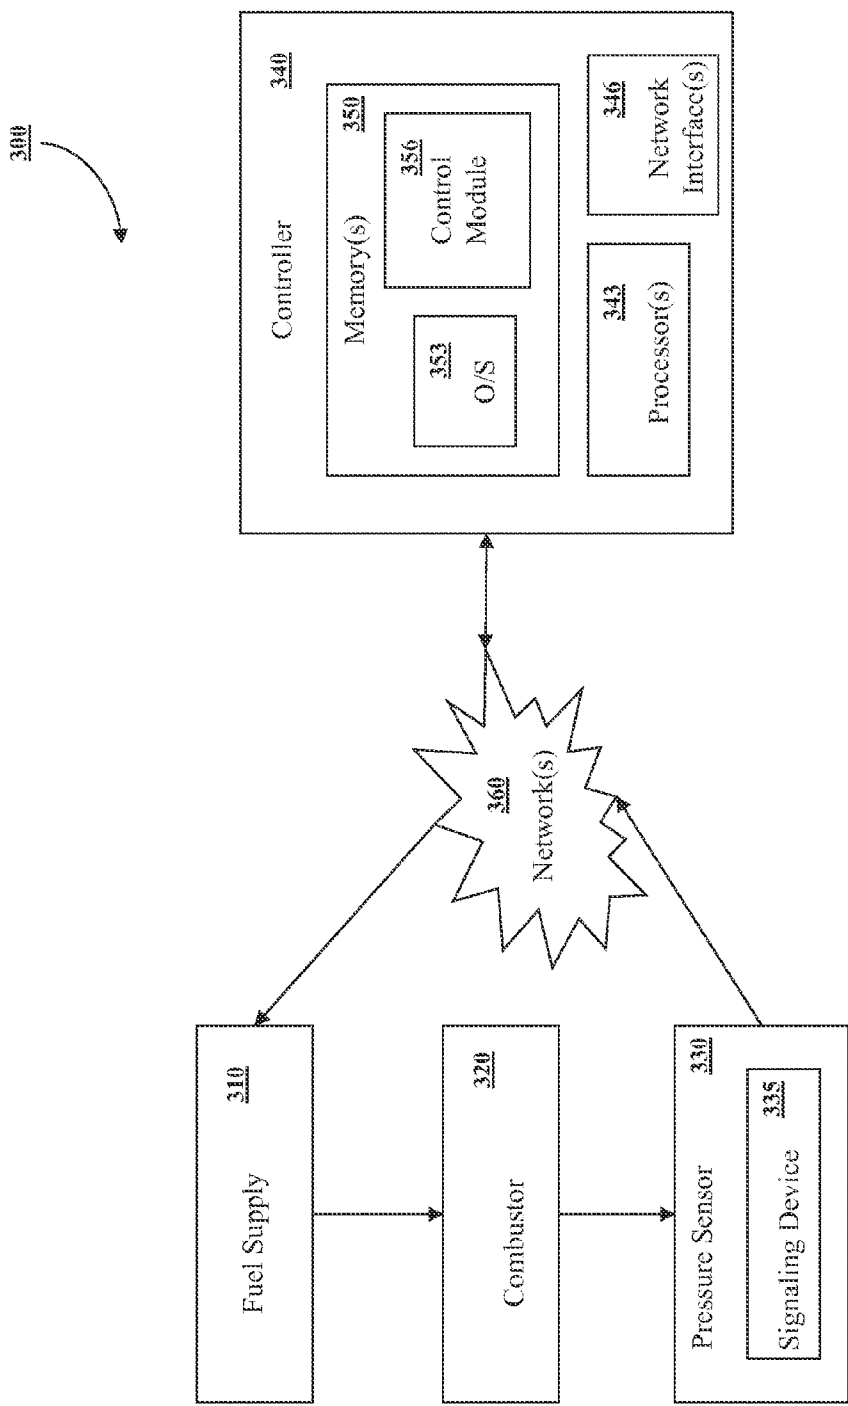 300
Fuel Supply
310
Combustor
320
Pressure Sensor
330
Signaling Device
335
360
Network(s)
Controller
340
Memory(s)
350
353
O/S
356
Control
Module
343
Processor(s)
346
Network
Interface(s)